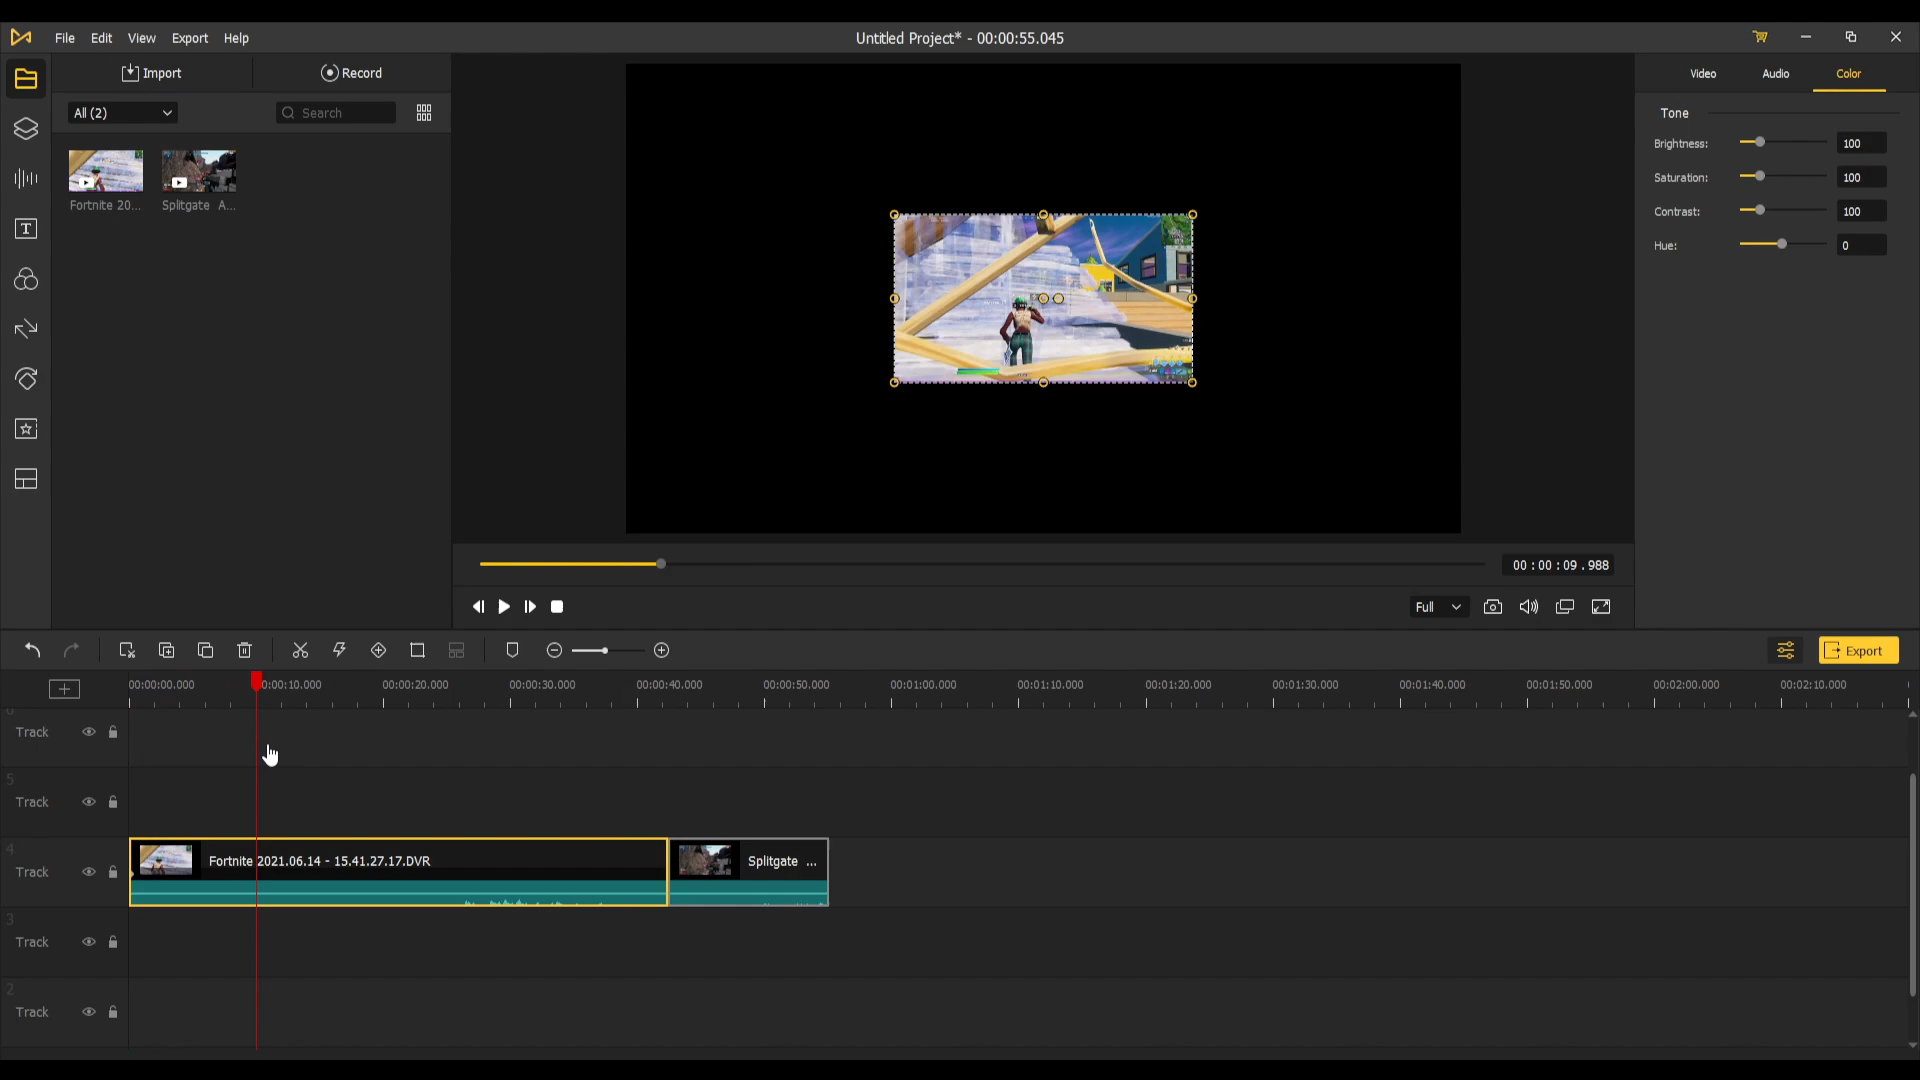 File Edit View Export Help
Untitled Project* - 00:00:55.045
Import Record
Video Audio Color
All (2) Search
Tone
Brightness: 100
Saturation: 100
Contrast: 100
Hue: 0
Fortnite 20... Splitgate A...
00 : 00 : 09 . 988
Full
Export
00:00:00.000 0:00:10.000 00:00:20.000 00:00:30.000 00:00:40.000 00:00:50.000 00:01:00.000 00:01:10.000 00:01:20.000 00:01:30.000 00:01:40.000 00:01:50.000 00:02:00.000 00:02:10.000
Track
5
Track
4
Track
Fortnite 2021.06.14 - 15.41.27.17.DVR
Splitgate ...
3
Track
2
Track